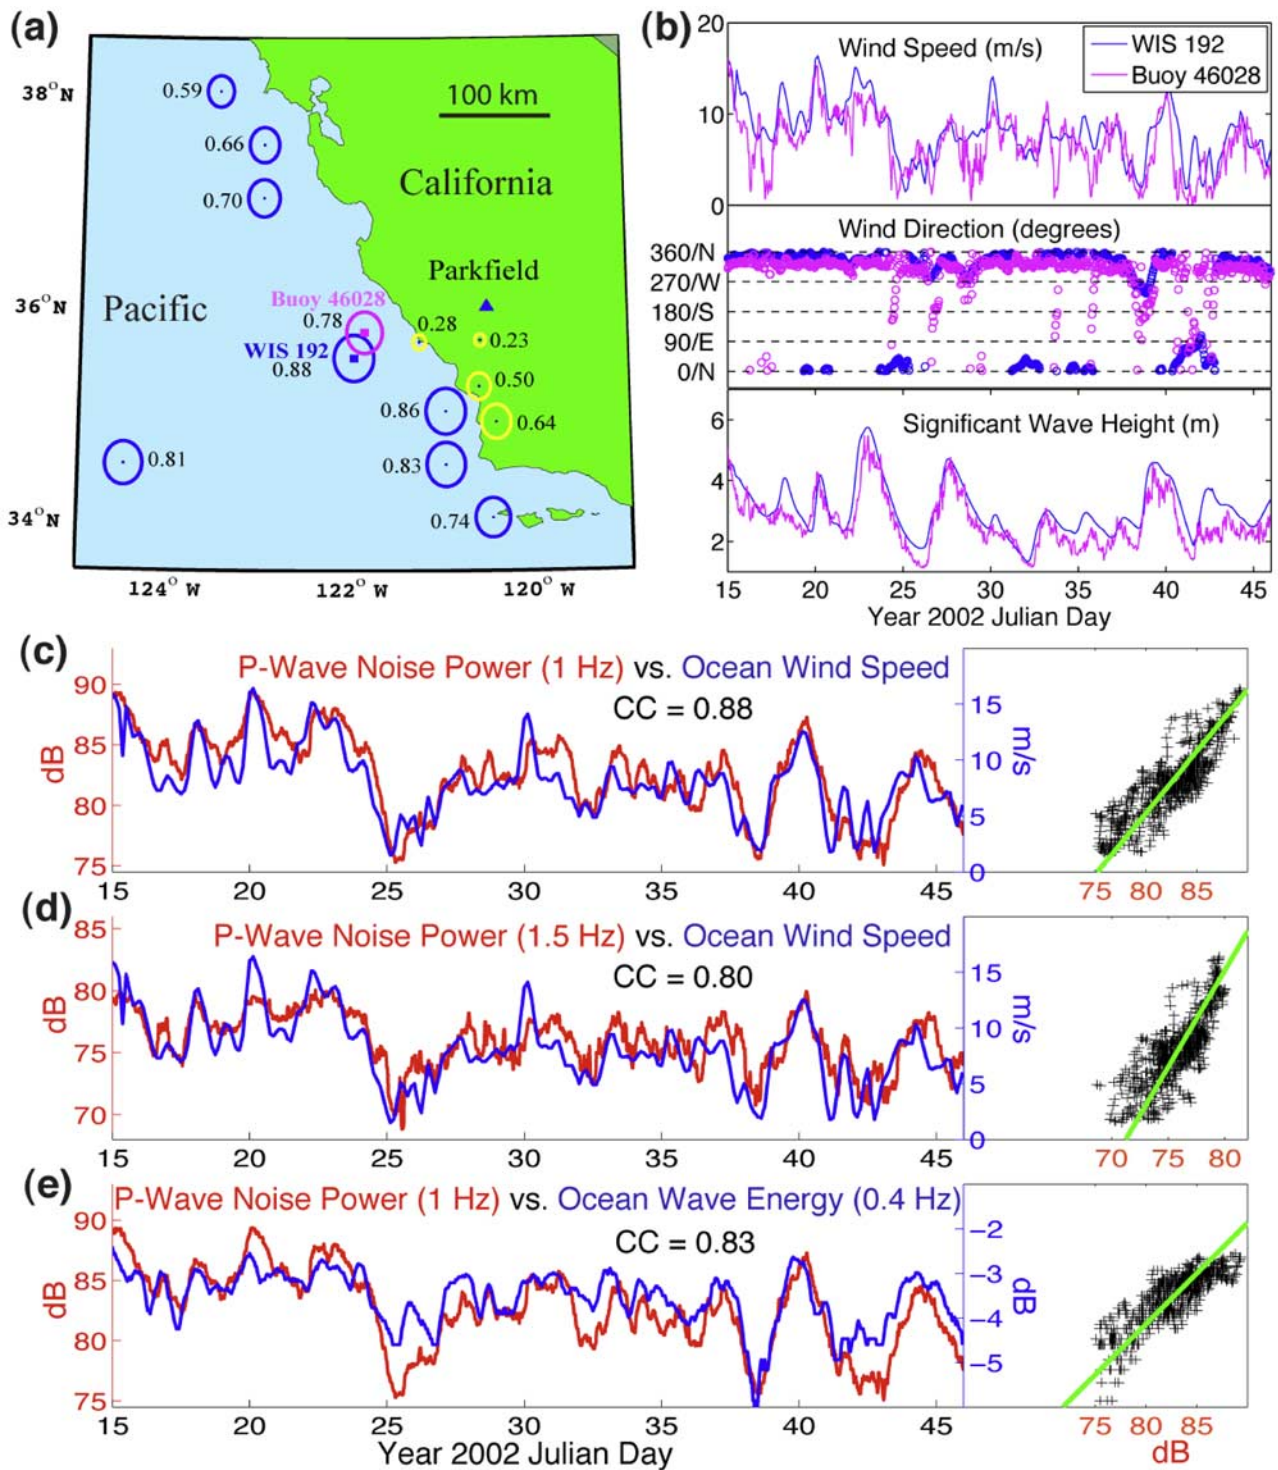 (a)
38°N
36°N
34°N
124° W
122° W
120° W
100 km
California
Parkfield
Pacific
Buoy 46028
WIS 192
0.59
0.66
0.70
0.78
0.88
0.28
0.23
0.50
0.64
0.86
0.83
0.81
0.74
(b)
Wind Speed (m/s)
WIS 192
Buoy 46028
20
10
0
Wind Direction (degrees)
360/N
270/W
180/S
90/E
0/N
Significant Wave Height (m)
6
4
2
15 20 25 30 35 40 45
Year 2002 Julian Day
(c)
P-Wave Noise Power (1 Hz) vs. Ocean Wind Speed
CC = 0.88
90
85
80
75
dB
15
10
5
0
m/s
15 20 25 30 35 40 45
75 80 85
(d)
P-Wave Noise Power (1.5 Hz) vs. Ocean Wind Speed
CC = 0.80
85
80
75
70
dB
15
10
5
0
m/s
15 20 25 30 35 40 45
70 75 80
(e)
P-Wave Noise Power (1 Hz) vs. Ocean Wave Energy (0.4 Hz)
CC = 0.83
90
85
80
75
dB
−2
−3
−4
−5
dB
15 20 25 30 35 40 45
Year 2002 Julian Day
75 80 85
dB